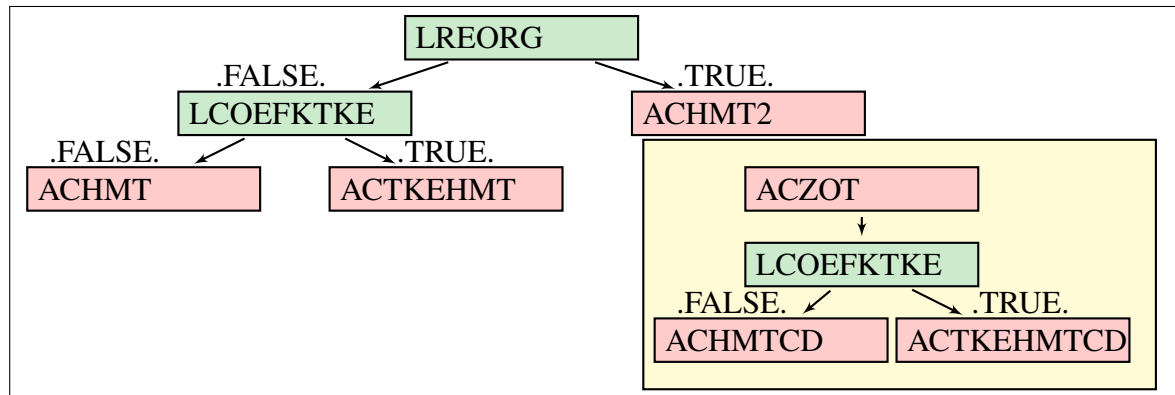 LREORG
.FALSE. .TRUE.
LCOEFKTKE ACHMT2
.FALSE. .TRUE.
ACHMT ACTKEHMT
ACZOT
LCOEFKTKE
.FALSE. .TRUE.
ACHMTCD ACTKEHMTCD